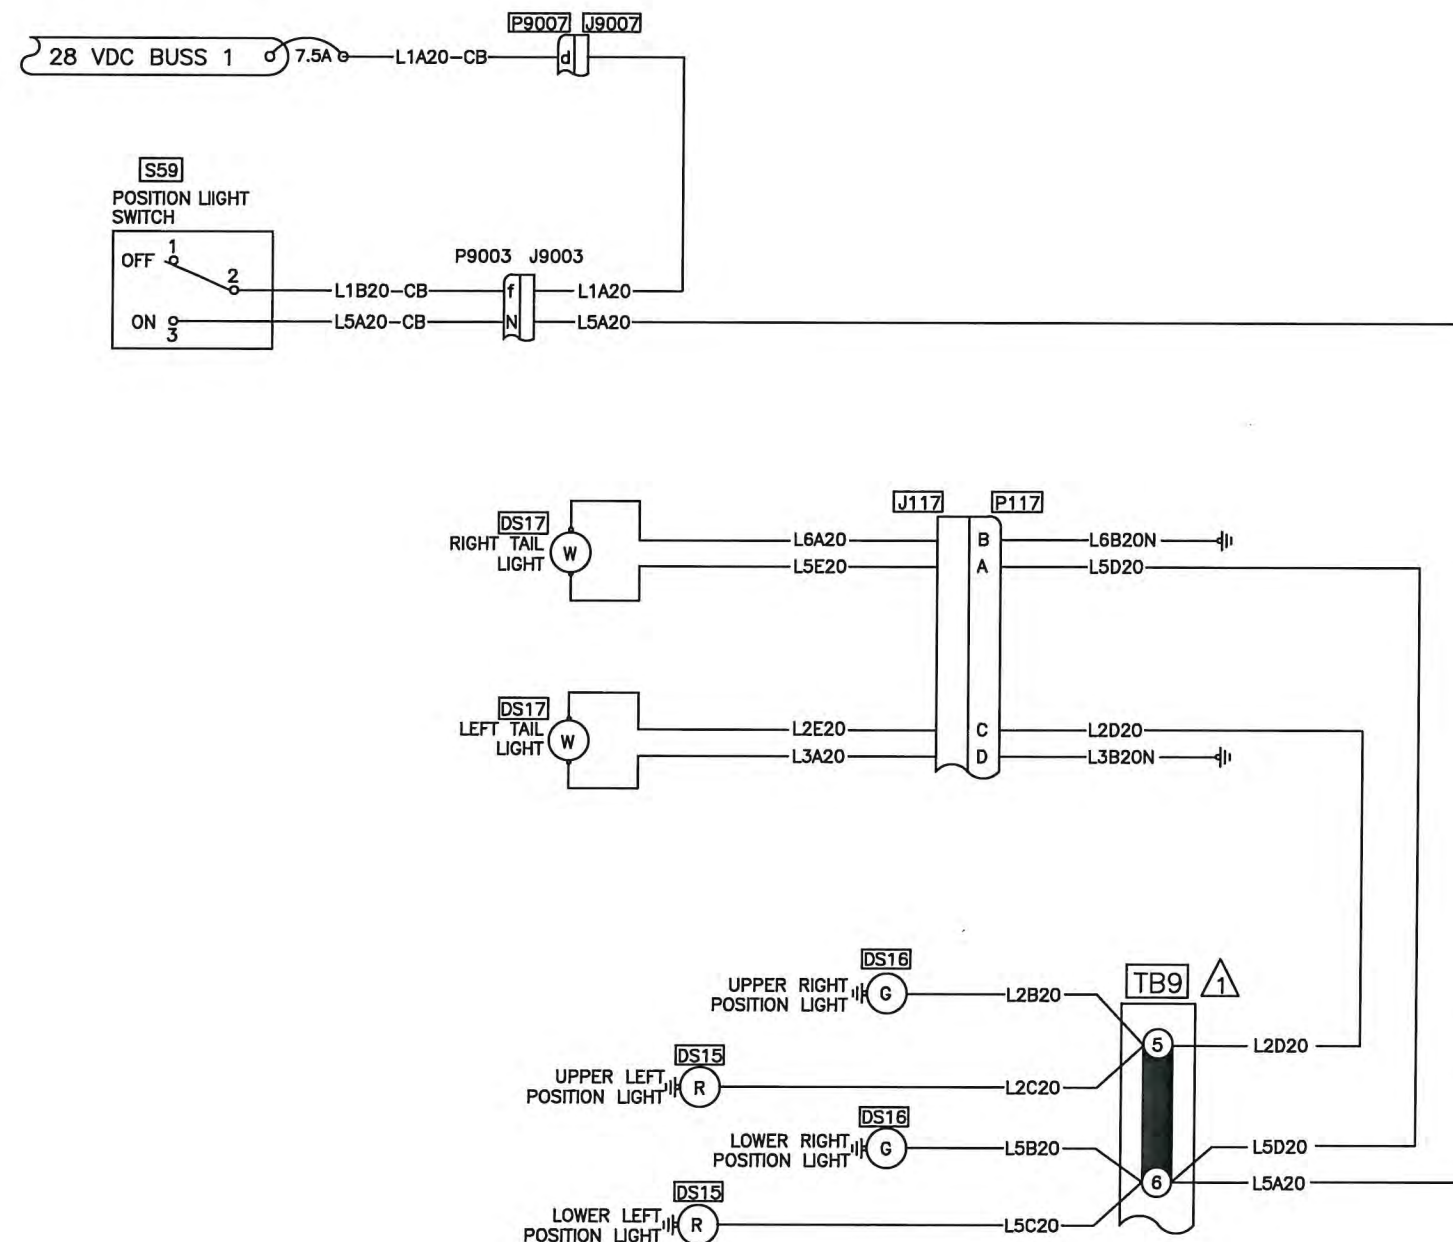 P9007 J9007
28 VDC BUSS 1 7.5A L1A20-CB d
S59
POSITION LIIGHT
SWITCH
OFF 1
2
ON 3
P9003 J9003
L1B20-CB f L1A20
L5A20-CB N L5A20
J117 P117
DS17
RIGHT TAIL
LIGHT
W
L6A20 B L6B20N
L5E20 A L5D20
DS17
LEFT TAIL
LIGHT
W
L2E20 C L2D20
L3A20 D L3B20N
DS16
UPPER RIGHT
POSITION LIGHT
G L2B20
TB9 1
5 L2D20
DS15
UPPER LEFT
POSITION LIGHT
R L2C20
DS16
LOWER RIGHT
POSITION LIGHT
G L5B20
L5D20
6 L5A20
DS15
LOWER LEFT
POSITION LIGHT
R L5C20